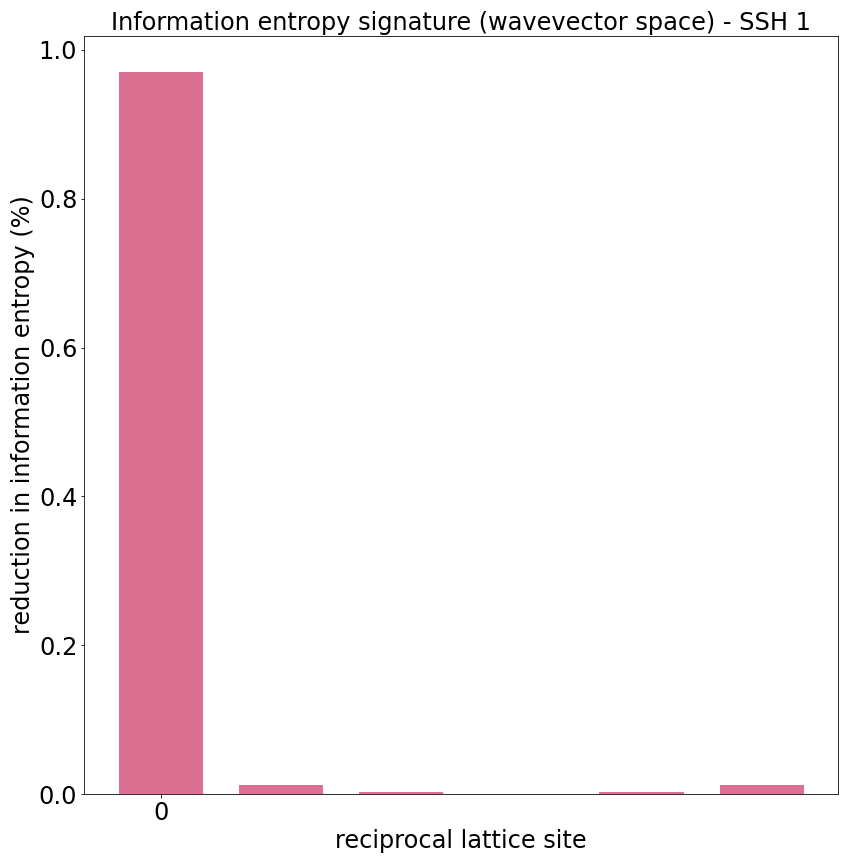 Information entropy signature (wavevector space) - SSH 1
reduction in information entropy (%)
1.0
0.8
0.6
0.4
0.2
0.0
0
reciprocal lattice site